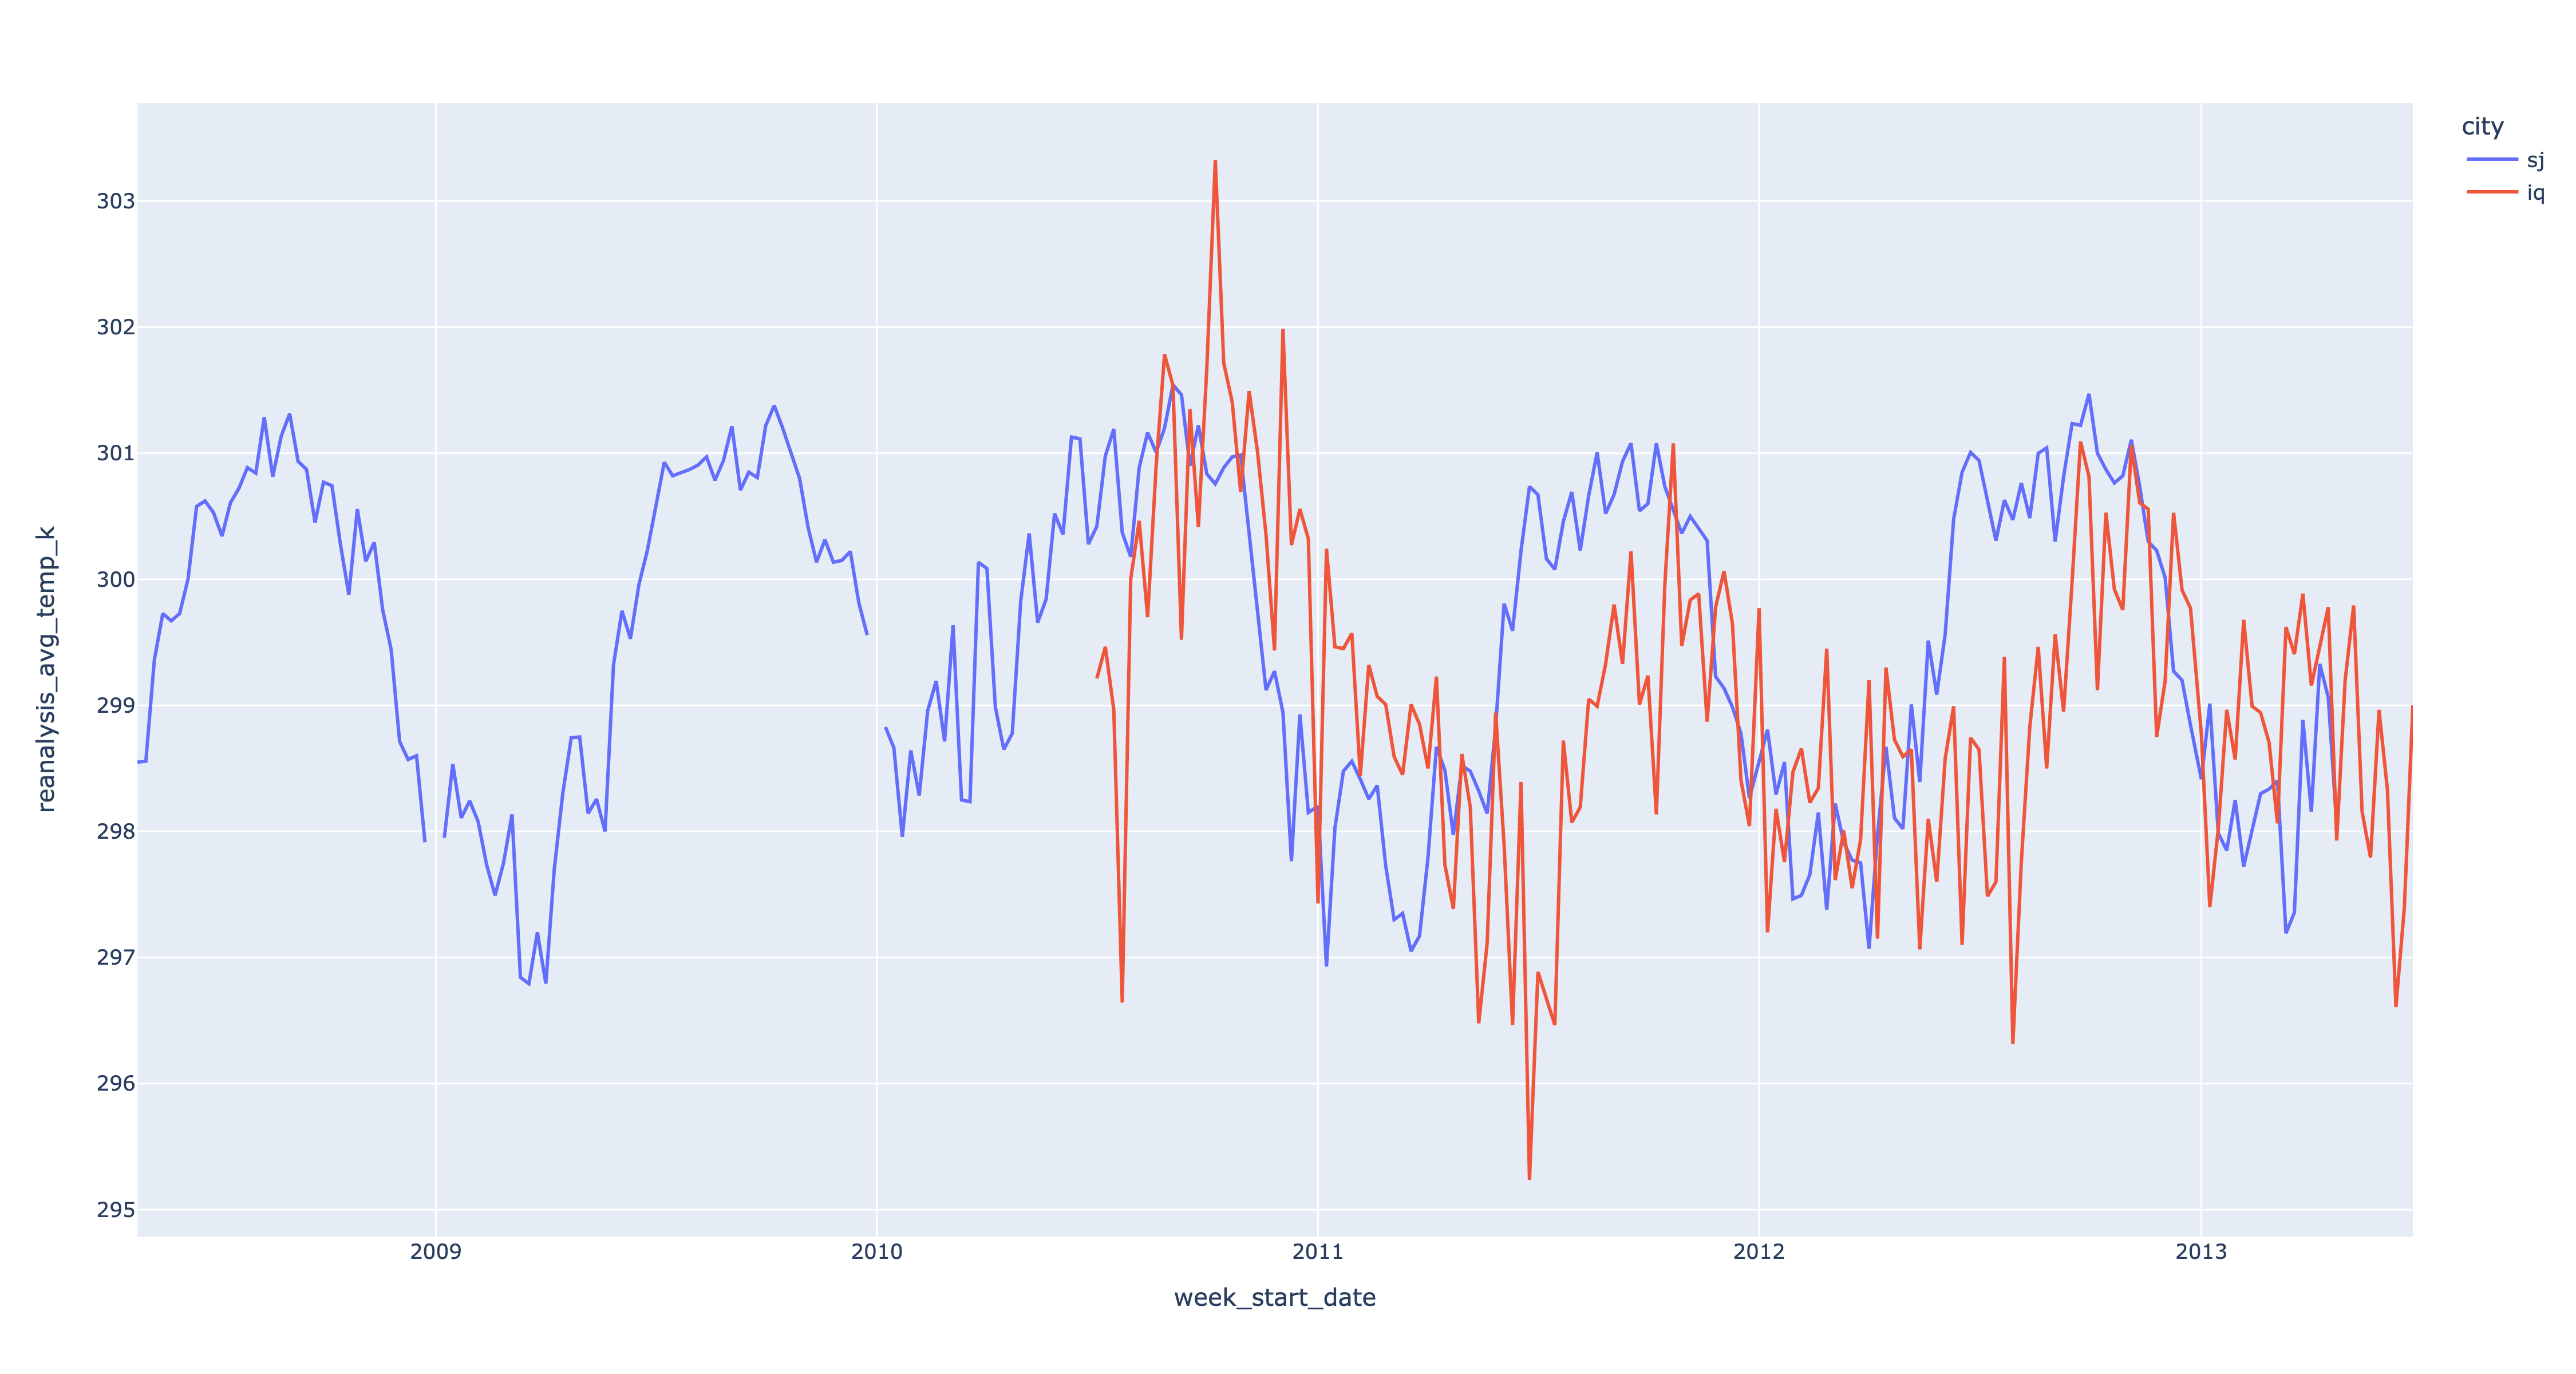 city
sj
iq
303
302
301
300
299
298
297
296
295
reanalysis_avg_temp_k
2009 2010 2011 2012 2013
week_start_date